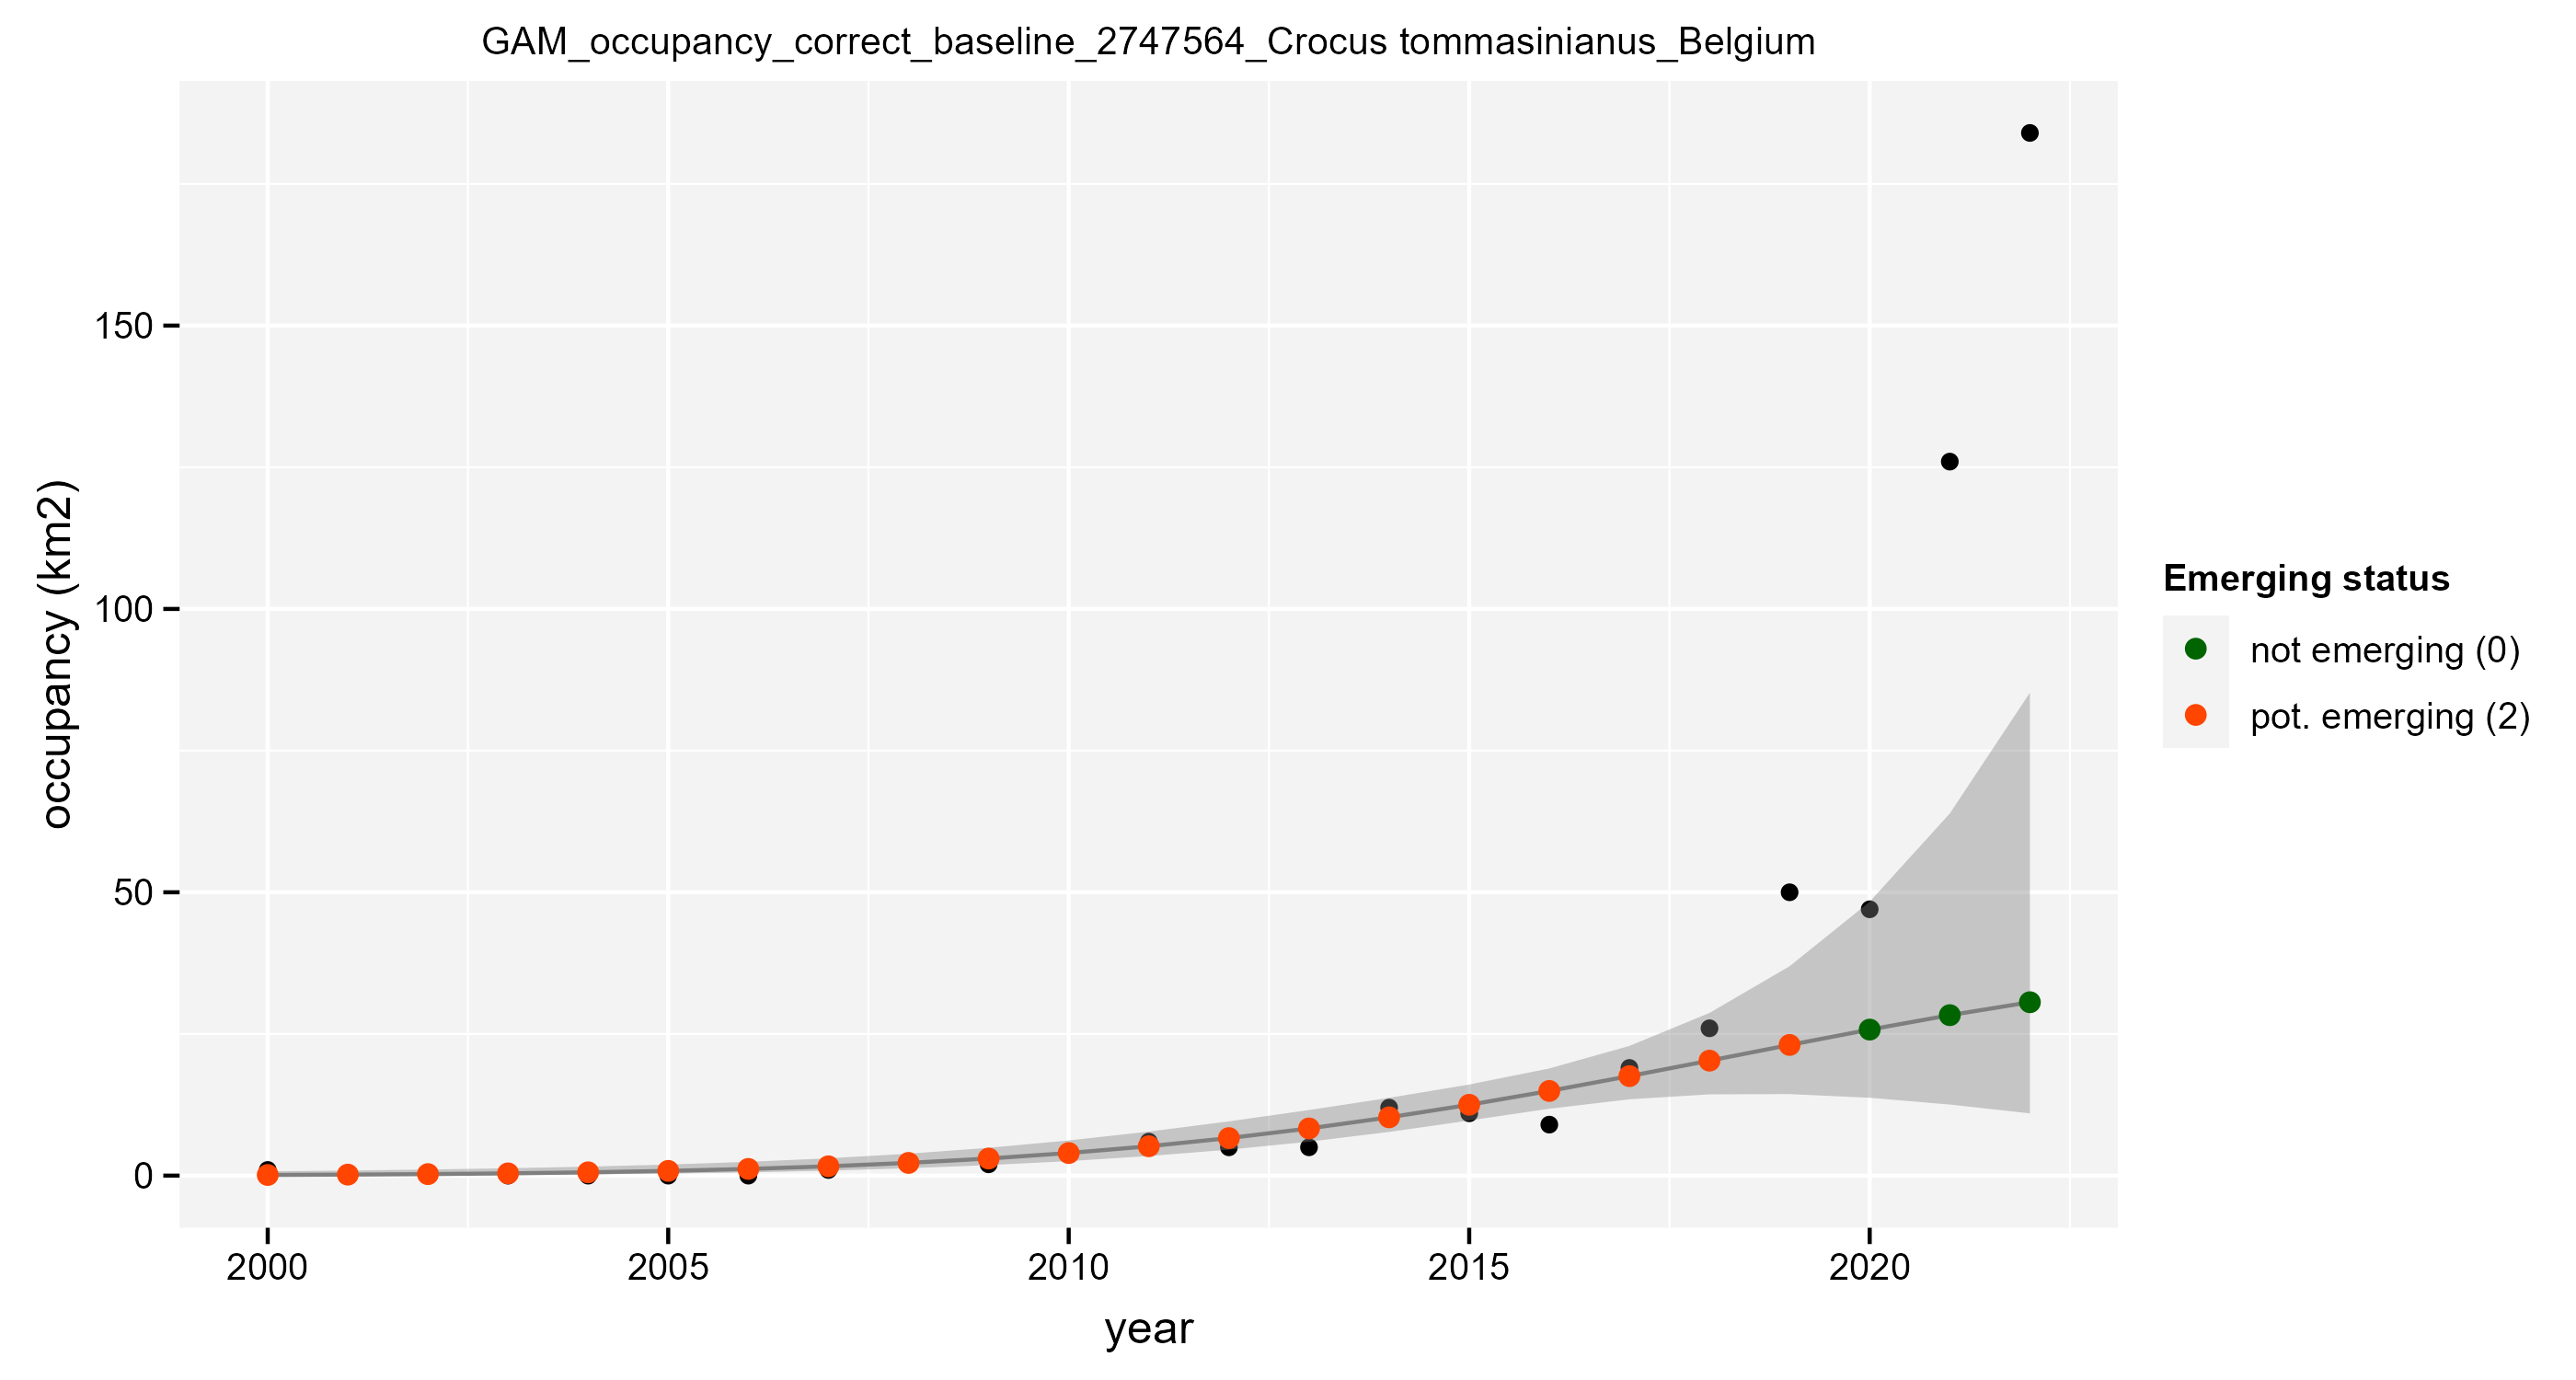 GAM_occupancy_correct_baseline_2747564_Crocus tommasinianus_Belgium
occupancy (km2)
150
100
50
0
2000 2005 2010 2015 2020
year
Emerging status
not emerging (0)
pot. emerging (2)